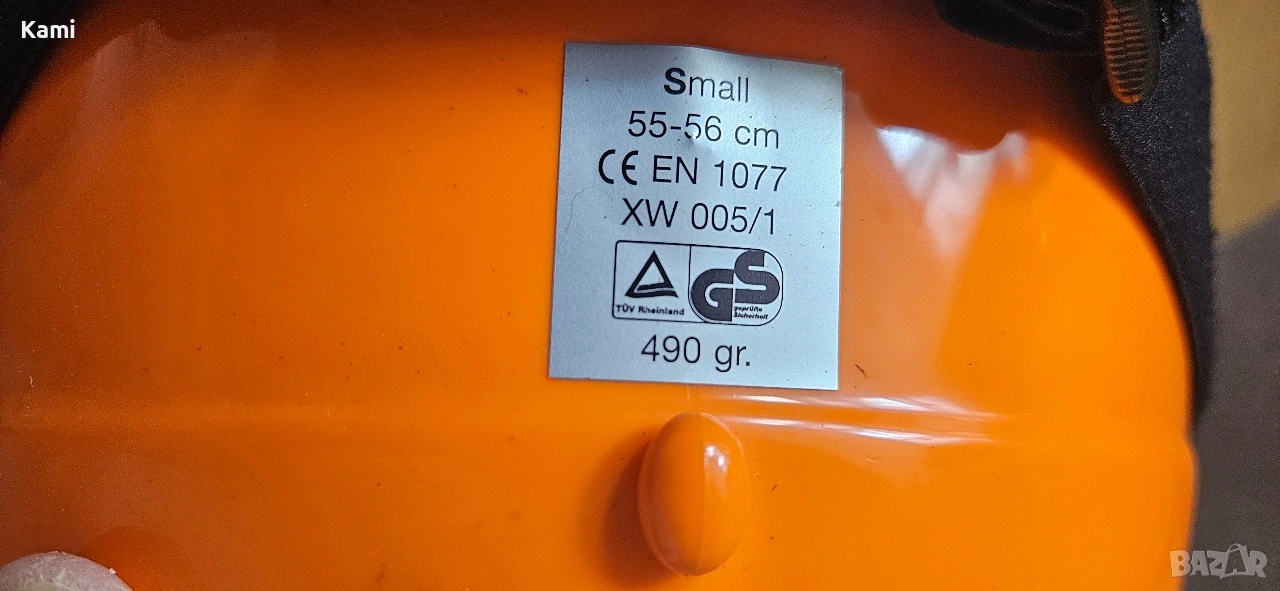 Kami
Small
55-56 cm
CE EN 1077
XW 005/1
TÜV Rheinland
GS
geprüfte
Sicherheit
490 gr.
BAZAR